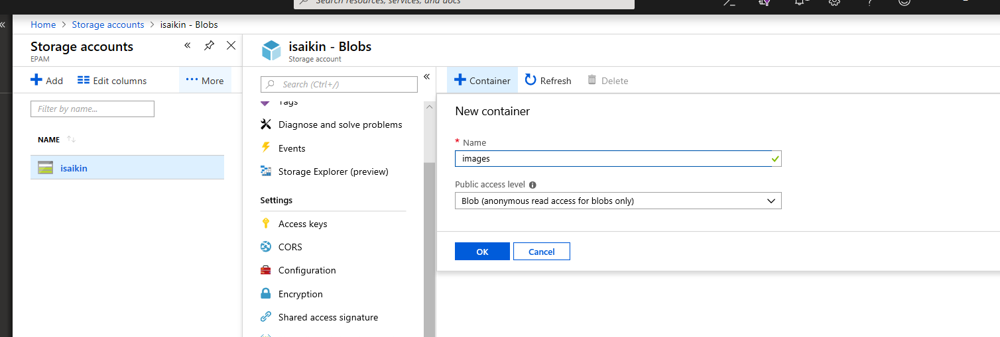 Search resources, services, and docs
Home > Storage accounts > isaikin - Blobs
Storage accounts
EPAM
Add Edit columns More
Filter by name...
NAME
isaikin
isaikin - Blobs
Storage account
Search (Ctrl+/)
Tags
Diagnose and solve problems
Events
Storage Explorer (preview)
Settings
Access keys
CORS
Configuration
Encryption
Shared access signature
Container Refresh Delete
New container
* Name
images
Public access level
Blob (anonymous read access for blobs only)
OK Cancel